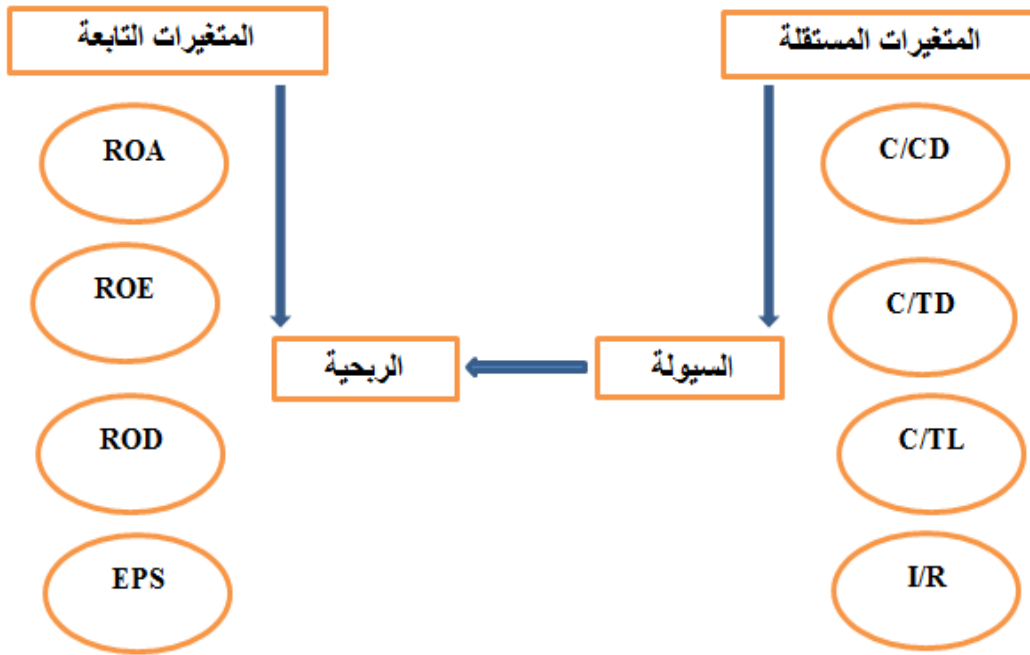 المتغيرات المستقلة
المتغيرات التابعة
C/CD
ROA
C/TD
ROE
السيولة
الربحية
C/TL
ROD
I/R
EPS